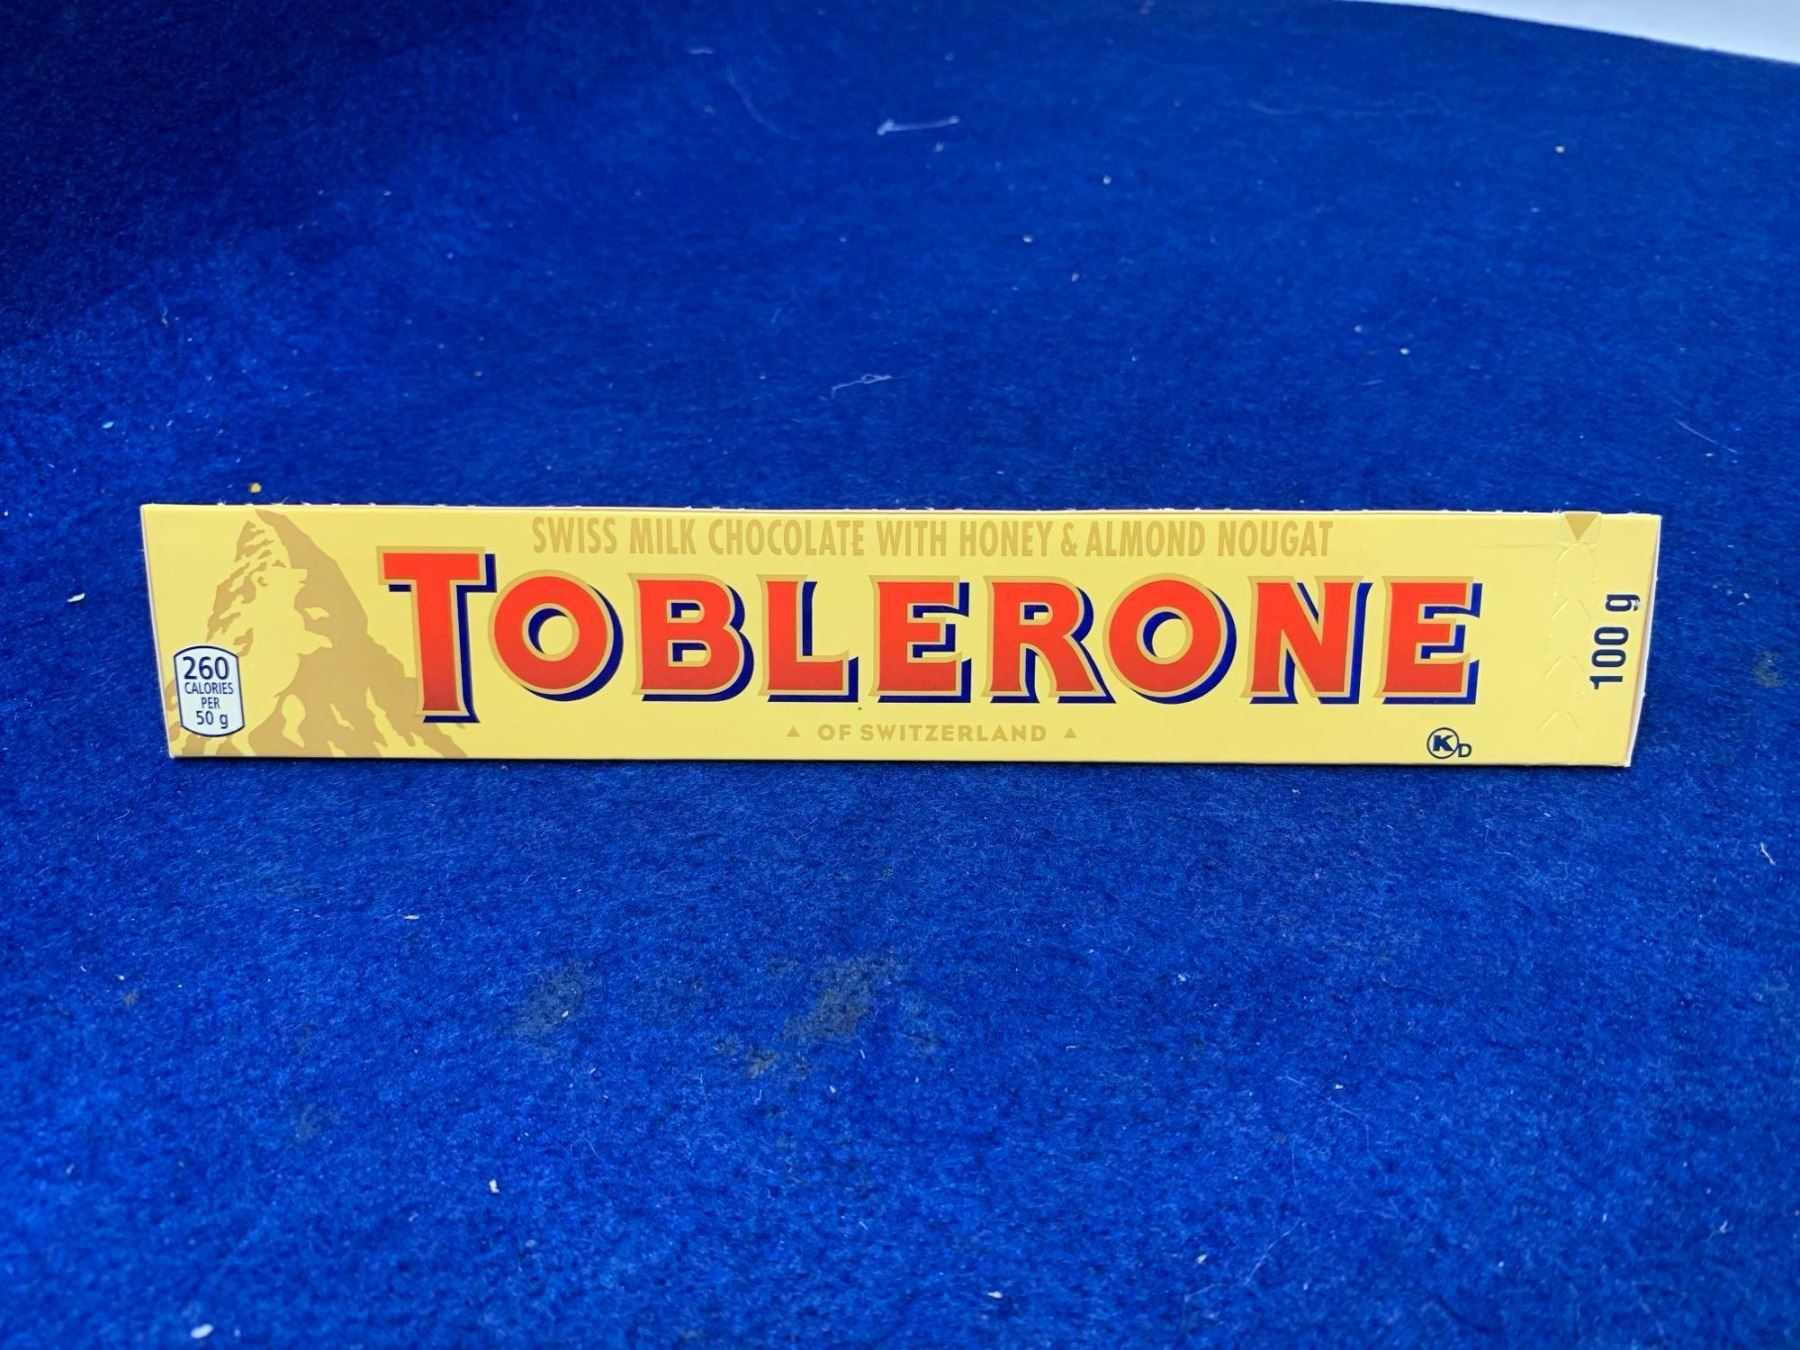 SWISS MILK CHOCOLATE WITH HONEY & ALMOND NOUGAT
TOBLERONE
OF SWITZERLAND
260
CALORIES
PER
50 g
100 g
K D